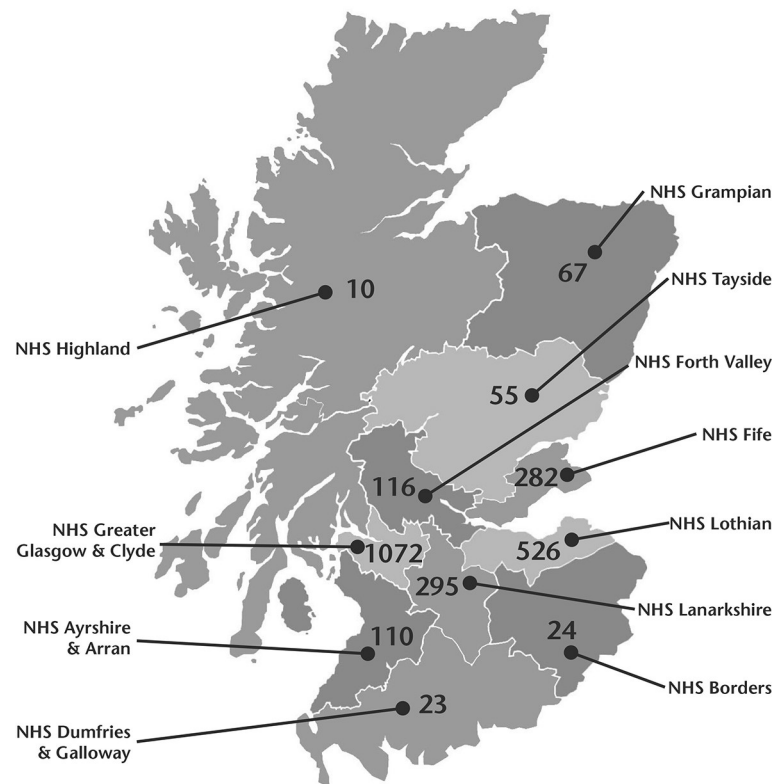 NHS Grampian
67
NHS Tayside
10
NHS Highland
NHS Forth Valley
55
NHS Fife
282
116
NHS Lothian
NHS Greater
Glasgow & Clyde
1072
526
295
NHS Lanarkshire
NHS Ayrshire
& Arran
110
24
NHS Borders
23
NHS Dumfries
& Galloway